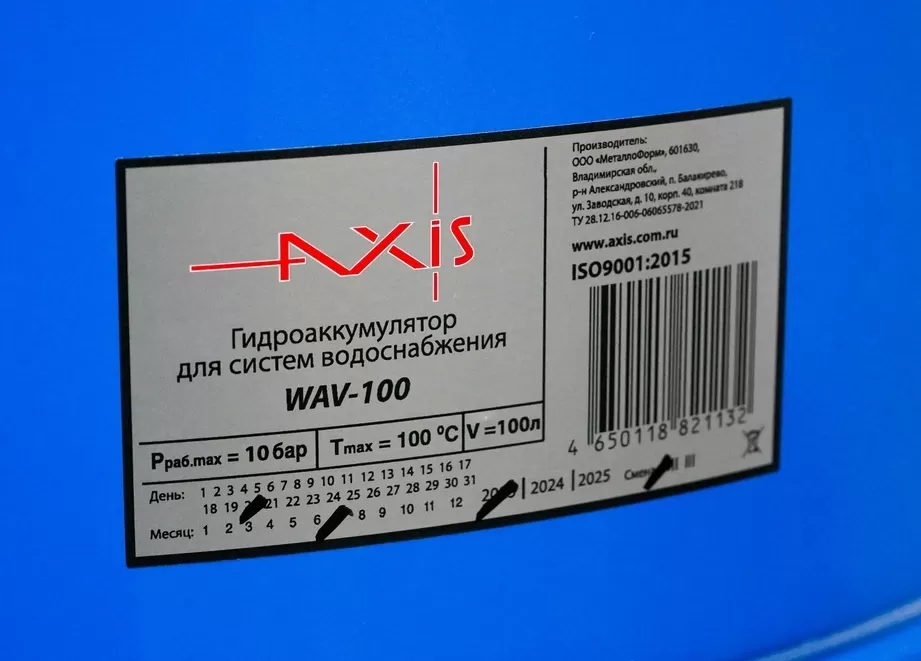 AXIS
Гидроаккумулятор
для систем водоснабжения
WAV-100
Pраб.max = 10 бар
Tmax = 100 ºC
V = 100л
День: 1 2 3 4 5 6 7 8 9 10 11 12 13 14 15 16 17
18 19 21 22 23 24 25 26 27 28 29 30 31
Месяц: 1 2 3 4 5 6 8 9 10 11 12
2024 | 2025
III
Производитель:
ООО «МеталлоФорм», 601630,
Владимирская обл.,
р-н Александровский, п. Балакирево,
ул. Заводская, д. 10, корп. 40, комната 218
ТУ 28.12.16-006-06065578-2021
www.axis.com.ru
ISO9001:2015
4 650118 821132